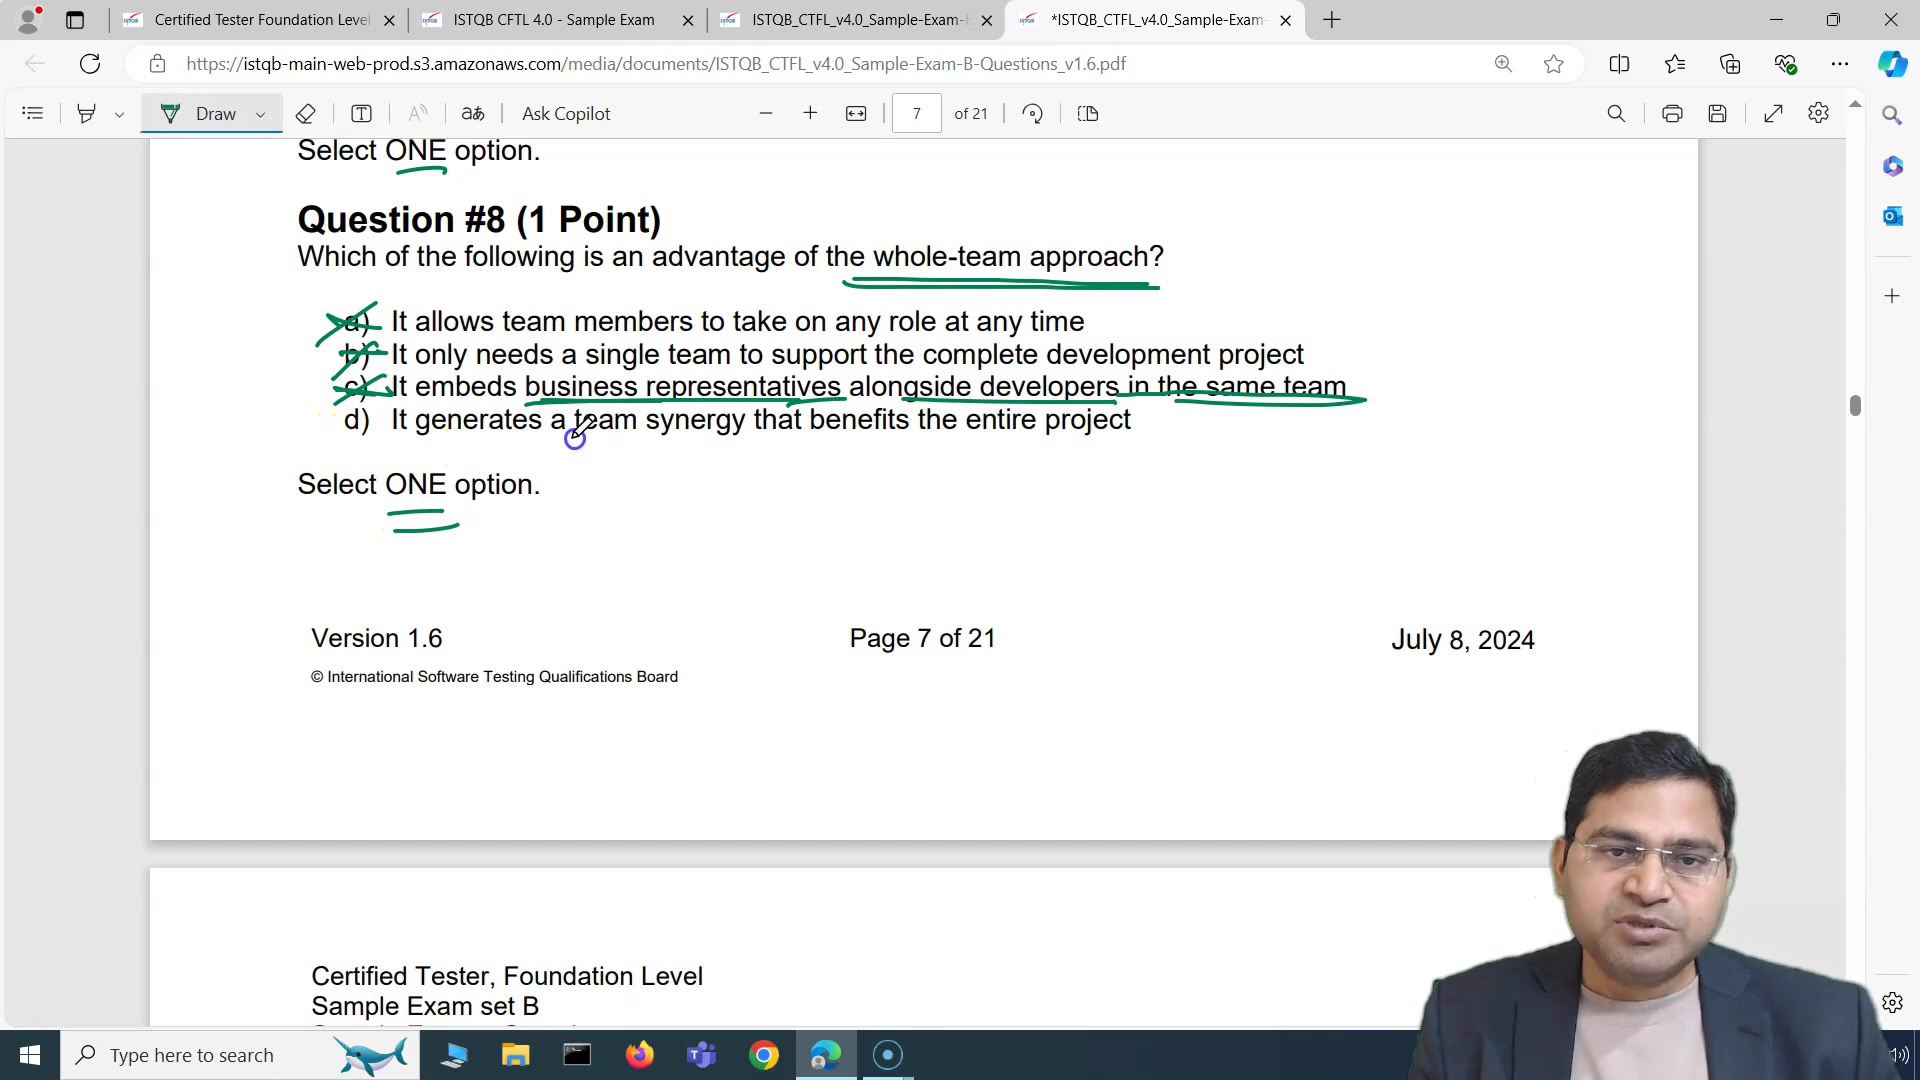 Certified Tester Foundation Level
ISTQB CFTL 4.0 - Sample Exam
ISTQB_CTFL_v4.0_Sample-Exam-
*ISTQB_CTFL_v4.0_Sample-Exam-
https://istqb-main-web-prod.s3.amazonaws.com/media/documents/ISTQB_CTFL_v4.0_Sample-Exam-B-Questions_v1.6.pdf
Draw
T
aあ
Ask Copilot
7 of 21
Select ONE option.
Question #8 (1 Point)
Which of the following is an advantage of the whole-team approach?
a) It allows team members to take on any role at any time
b) It only needs a single team to support the complete development project
c) It embeds business representatives alongside developers in the same team
d) It generates a team synergy that benefits the entire project
Select ONE option.
Version 1.6
Page 7 of 21
July 8, 2024
© International Software Testing Qualifications Board
Certified Tester, Foundation Level
Sample Exam set B
Type here to search